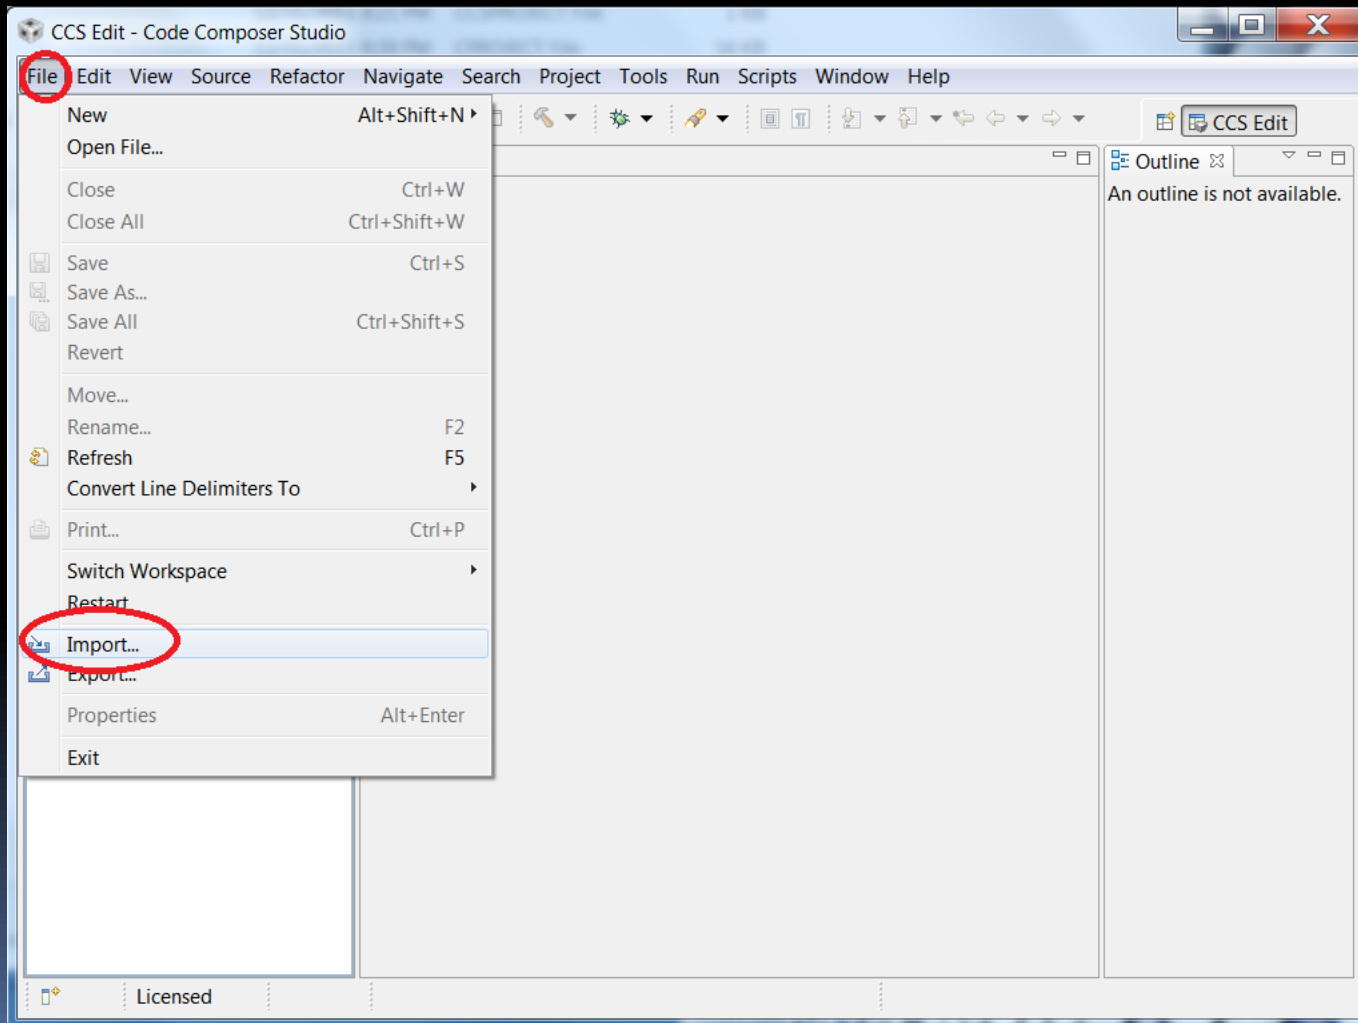 CCS Edit - Code Composer Studio
File Edit View Source Refactor Navigate Search Project Tools Run Scripts Window Help
New Alt+Shift+N
Open File...
CCS Edit
Outline
An outline is not available.
Close Ctrl+W
Close All Ctrl+Shift+W
Save Ctrl+S
Save As...
Save All Ctrl+Shift+S
Revert
Move...
Rename... F2
Refresh F5
Convert Line Delimiters To
Print... Ctrl+P
Switch Workspace
Restart
Import...
Export...
Properties Alt+Enter
Exit
Licensed